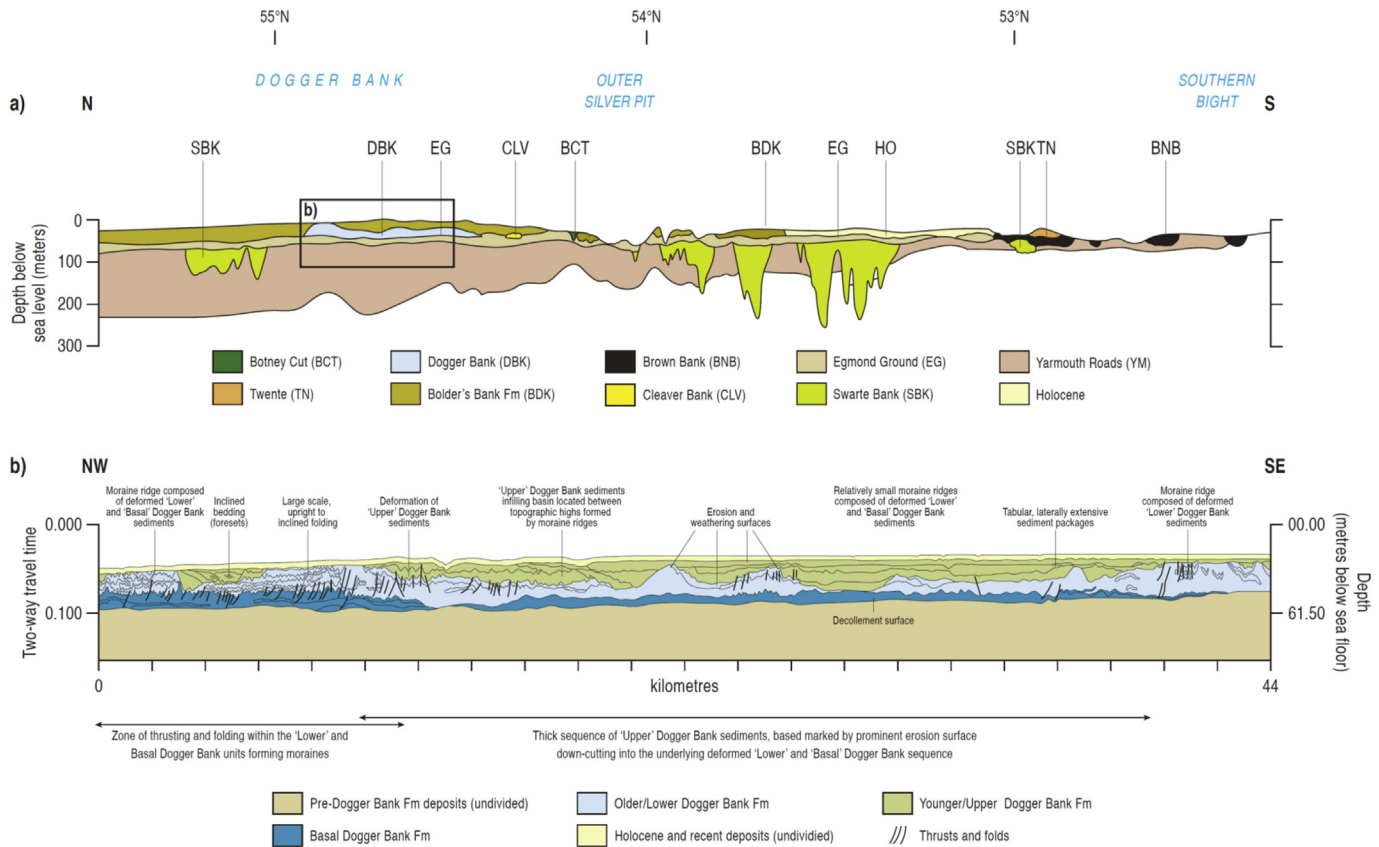 55°N
54°N
53°N
DOGGER BANK
OUTER
SILVER PIT
SOUTHERN
BIGHT
a)
N
S
SBK
DBK
EG
CLV
BCT
BDK
EG
HO
SBK
TN
BNB
b)
Depth below
sea level (meters)
0
100
200
300
Botney Cut (BCT)
Dogger Bank (DBK)
Brown Bank (BNB)
Egmond Ground (EG)
Yarmouth Roads (YM)
Twente (TN)
Bolder's Bank Fm (BDK)
Cleaver Bank (CLV)
Swarte Bank (SBK)
Holocene
b)
NW
SE
Moraine ridge composed
of deformed 'Lower'
and 'Basal' Dogger Bank
sediments
Inclined
bedding
(foresets)
Large scale,
upright to
inclined folding
Deformation of
'Upper' Dogger Bank
sediments
'Upper' Dogger Bank sediments
infilling basin located between
topographic highs formed
by moraine ridges
Erosion and
weathering surfaces
Relatively small moraine ridges
composed of deformed 'Lower'
and 'Basal' Dogger Bank
sediments
Tabular, laterally extensive
sediment packages
Moraine ridge
composed of deformed
'Lower' Dogger Bank
sediments
Two-way travel time
0.000
0.100
00.00
61.50
Depth
(metres below sea floor)
Decollement surface
0
kilometres
44
Zone of thrusting and folding within the 'Lower' and
Basal Dogger Bank units forming moraines
Thick sequence of 'Upper' Dogger Bank sediments, based marked by prominent erosion surface
down-cutting into the underlying deformed 'Lower' and 'Basal' Dogger Bank sequence
Pre-Dogger Bank Fm deposits (undivided)
Older/Lower Dogger Bank Fm
Younger/Upper Dogger Bank Fm
Basal Dogger Bank Fm
Holocene and recent deposits (undividied)
Thrusts and folds